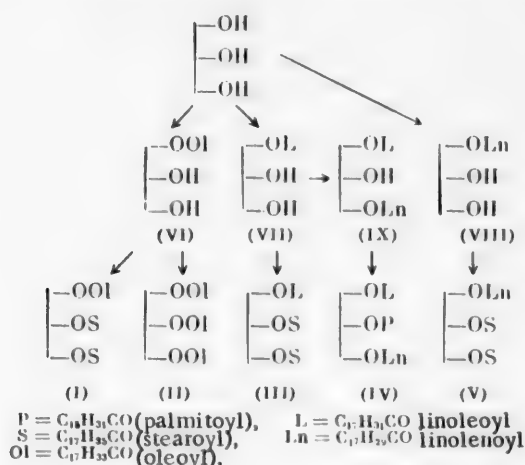 —OH
—OH
—OH
—OOl —OL —OL —OLn
—OH —OH —OH —OH
—OH —OH —OLn —OH
(VI) (VII) (IX) (VIII)
—OOl —OOl —OL —OL —OLn
—OS —OOl —OS —OP —OS
—OS —OOl —OS —OLn —OS
(I) (II) (III) (IV) (V)
P = C₁₅H₃₁CO (palmitoyl), L = C₁₇H₃₁CO linoleoyl
S = C₁₇H₃₅CO (stearoyl), Ln = C₁₇H₂₉CO linolenoyl
Ol = C₁₇H₃₃CO (oleoyl),